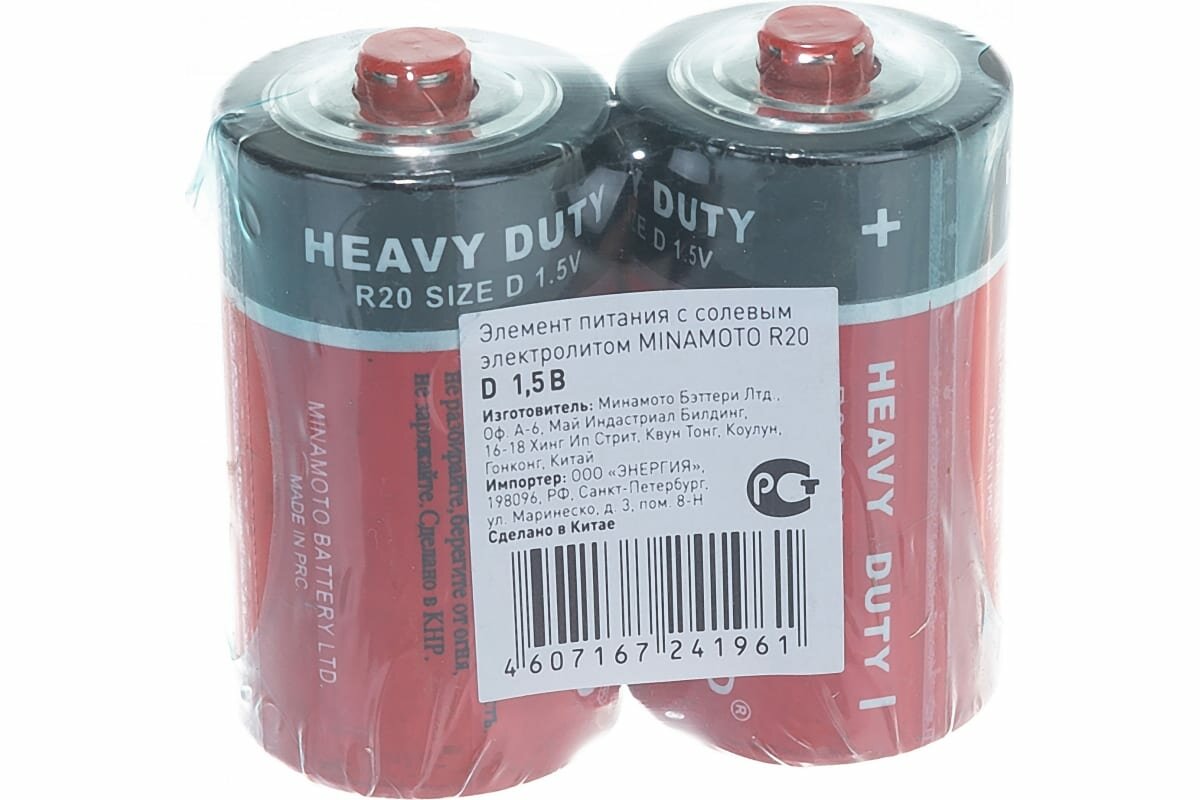 HEAVY DUTY
R20 SIZE D 1.5V
DUTY
E D 1.5V
+
Элемент питания с солевым
электролитом MINAMOTO R20
D 1,5 В
Изготовитель: Минамото Бэттери Лтд.,
Оф. А-6, Май Индастриал Билдинг,
16-18 Хинг Ип Стрит, Квун Тонг, Коулун,
Гонконг, Китай
Импортер: ООО «ЭНЕРГИЯ»,
198096, РФ, Санкт-Петербург,
ул. Маринеско, д. 3, пом. 8-Н
Сделано в Китае
РСТ
4 607167 241961
MINAMOTO BATTERY LTD.
MADE IN PRC.
не разбирайте, берегите от огня,
не заряжайте. Сделано в КНР.
HEAVY DUTY
®